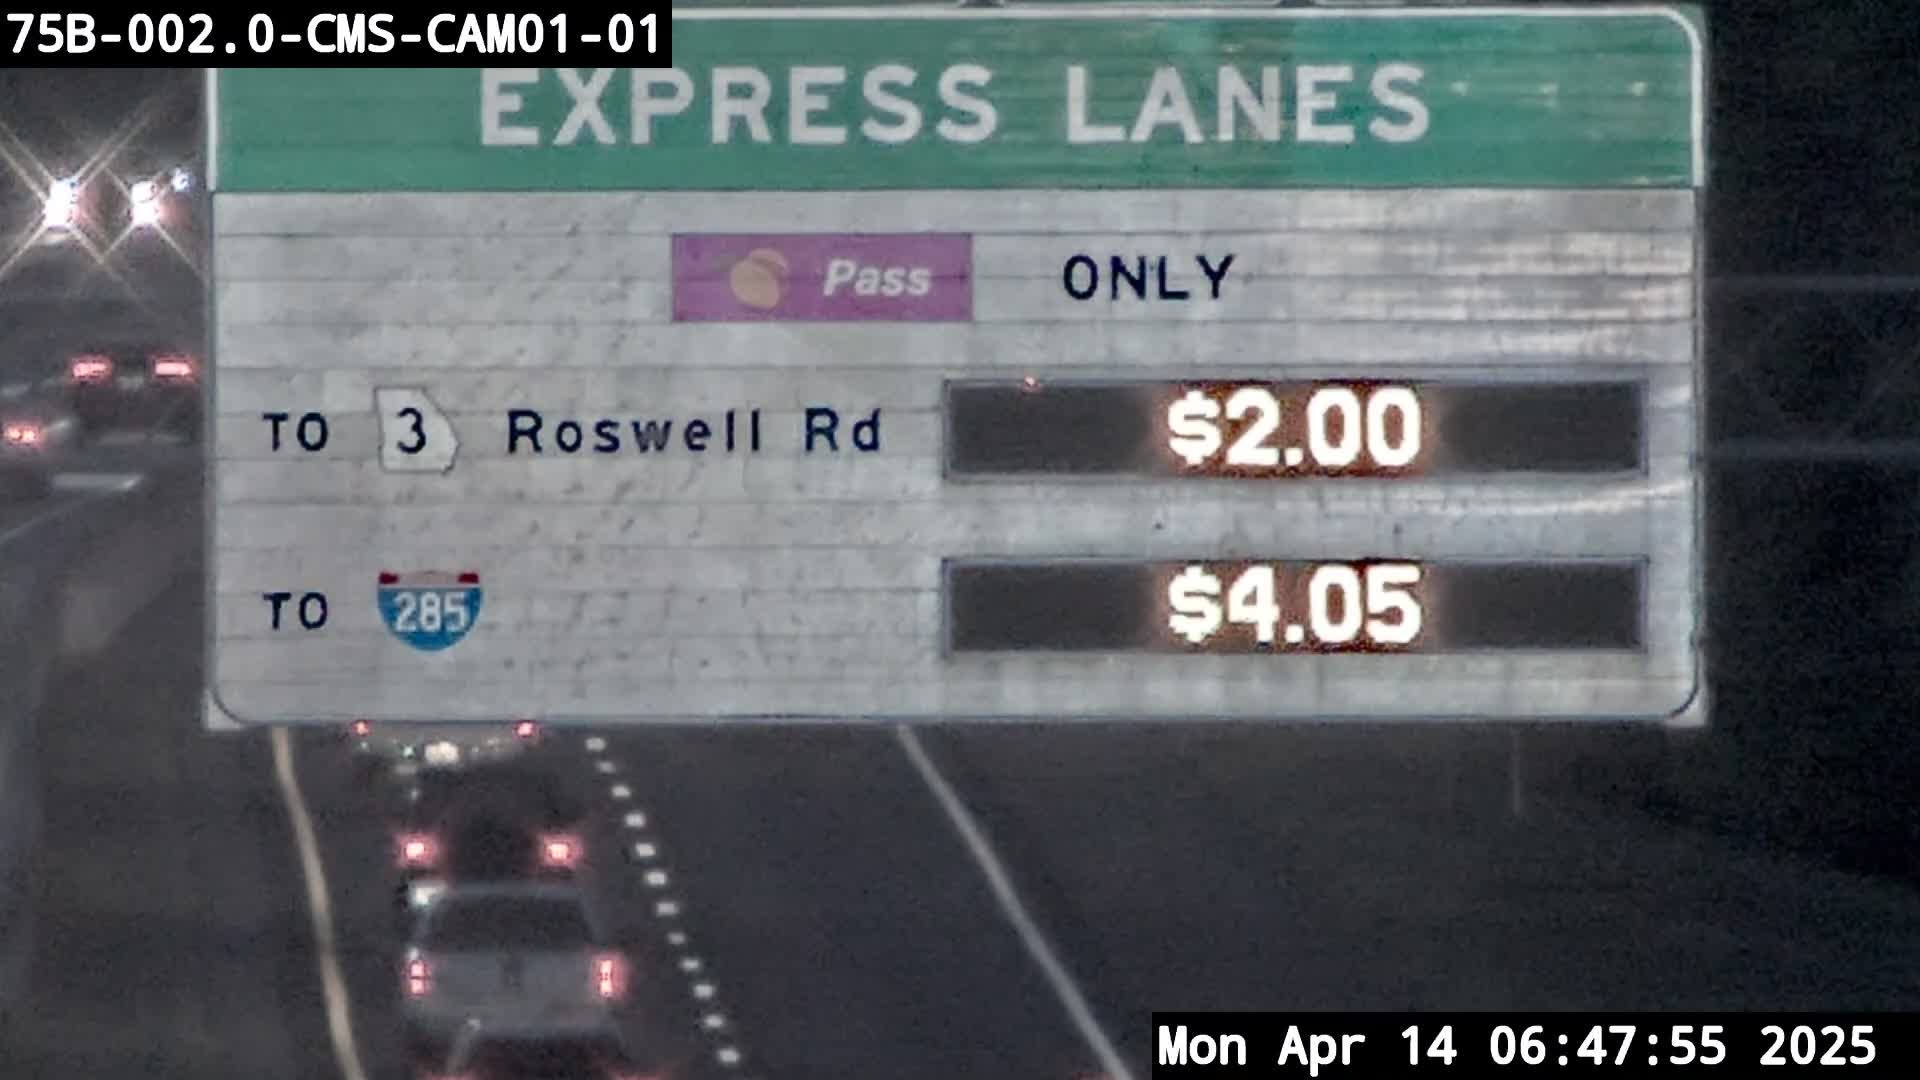 75B-002.0-CMS-CAM01-01
EXPRESS LANES
Pass ONLY
TO 3 Roswell Rd $2.00
TO 285 $4.05
Mon Apr 14 06:47:55 2025